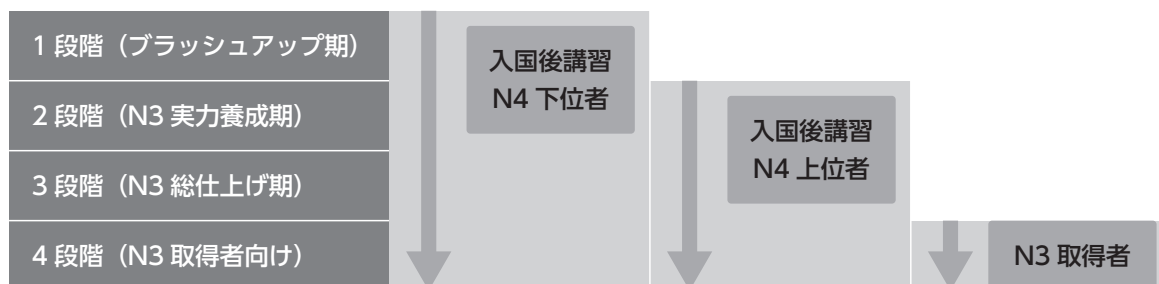 1 段階（ブラッシュアップ期）
2 段階（N3 実力養成期）
3 段階（N3 総仕上げ期）
4 段階（N3 取得者向け）
入国後講習
N4 下位者
入国後講習
N4 上位者
N3 取得者